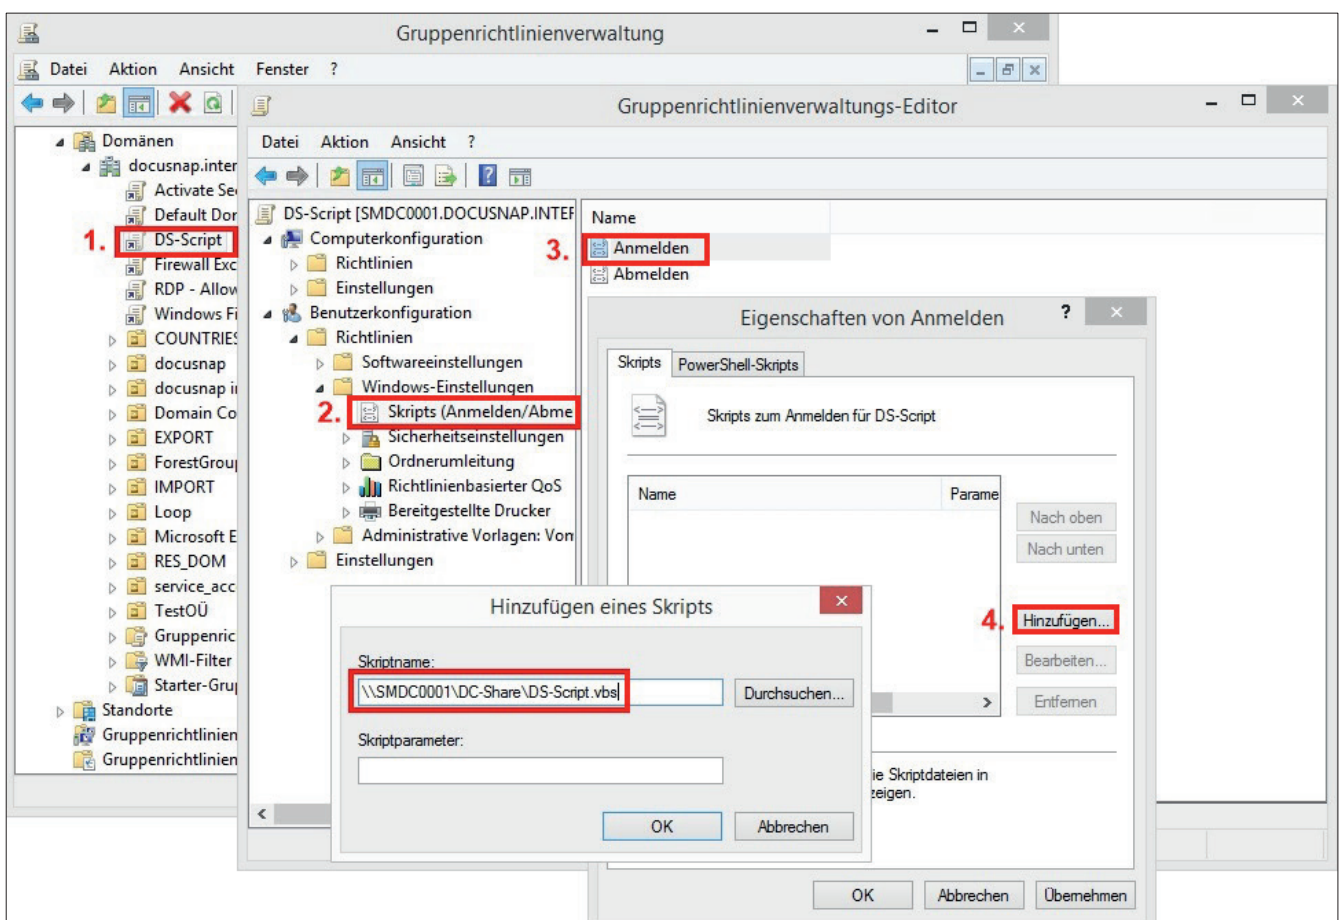 Gruppenrichtlinienverwaltung
Datei Aktion Ansicht Fenster ?
Domänen
docusnap.inter
Activate Se
Default Dor
1. DS-Script
Firewall Exc
RDP - Allow
Windows Fi
COUNTRIES
docusnap
docusnap i
Domain Co
EXPORT
ForestGrou
IMPORT
Loop
Microsoft E
RES_DOM
service_acc
TestOÜ
Gruppenric
WMI-Filter
Starter-Gru
Standorte
Gruppenrichtlinien
Gruppenrichtlinien
Gruppenrichtlinienverwaltungs-Editor
Datei Aktion Ansicht ?
DS-Script [SMDC0001.DOCUSNAP.INTER
Computerkonfiguration
Richtlinien
Einstellungen
Benutzerkonfiguration
Richtlinien
Softwareeinstellungen
Windows-Einstellungen
2. Skripts (Anmelden/Abme
Sicherheitseinstellungen
Ordnerumleitung
Richtlinienbasierter QoS
Bereitgestellte Drucker
Administrative Vorlagen: Vom
Einstellungen
Name
3. Anmelden
Abmelden
Eigenschaften von Anmelden ?
Skripts PowerShell-Skripts
Skripts zum Anmelden für DS-Script
Name Parame
Nach oben
Nach unten
4. Hinzufügen...
Bearbeiten...
Entfernen
ie Skriptdateien in
zeigen.
OK Abbrechen Übernehmen
Hinzufügen eines Skripts
Skriptname:
\\SMDC0001\DC-Share\DS-Script.vbs Durchsuchen...
Skriptparameter:
OK Abbrechen